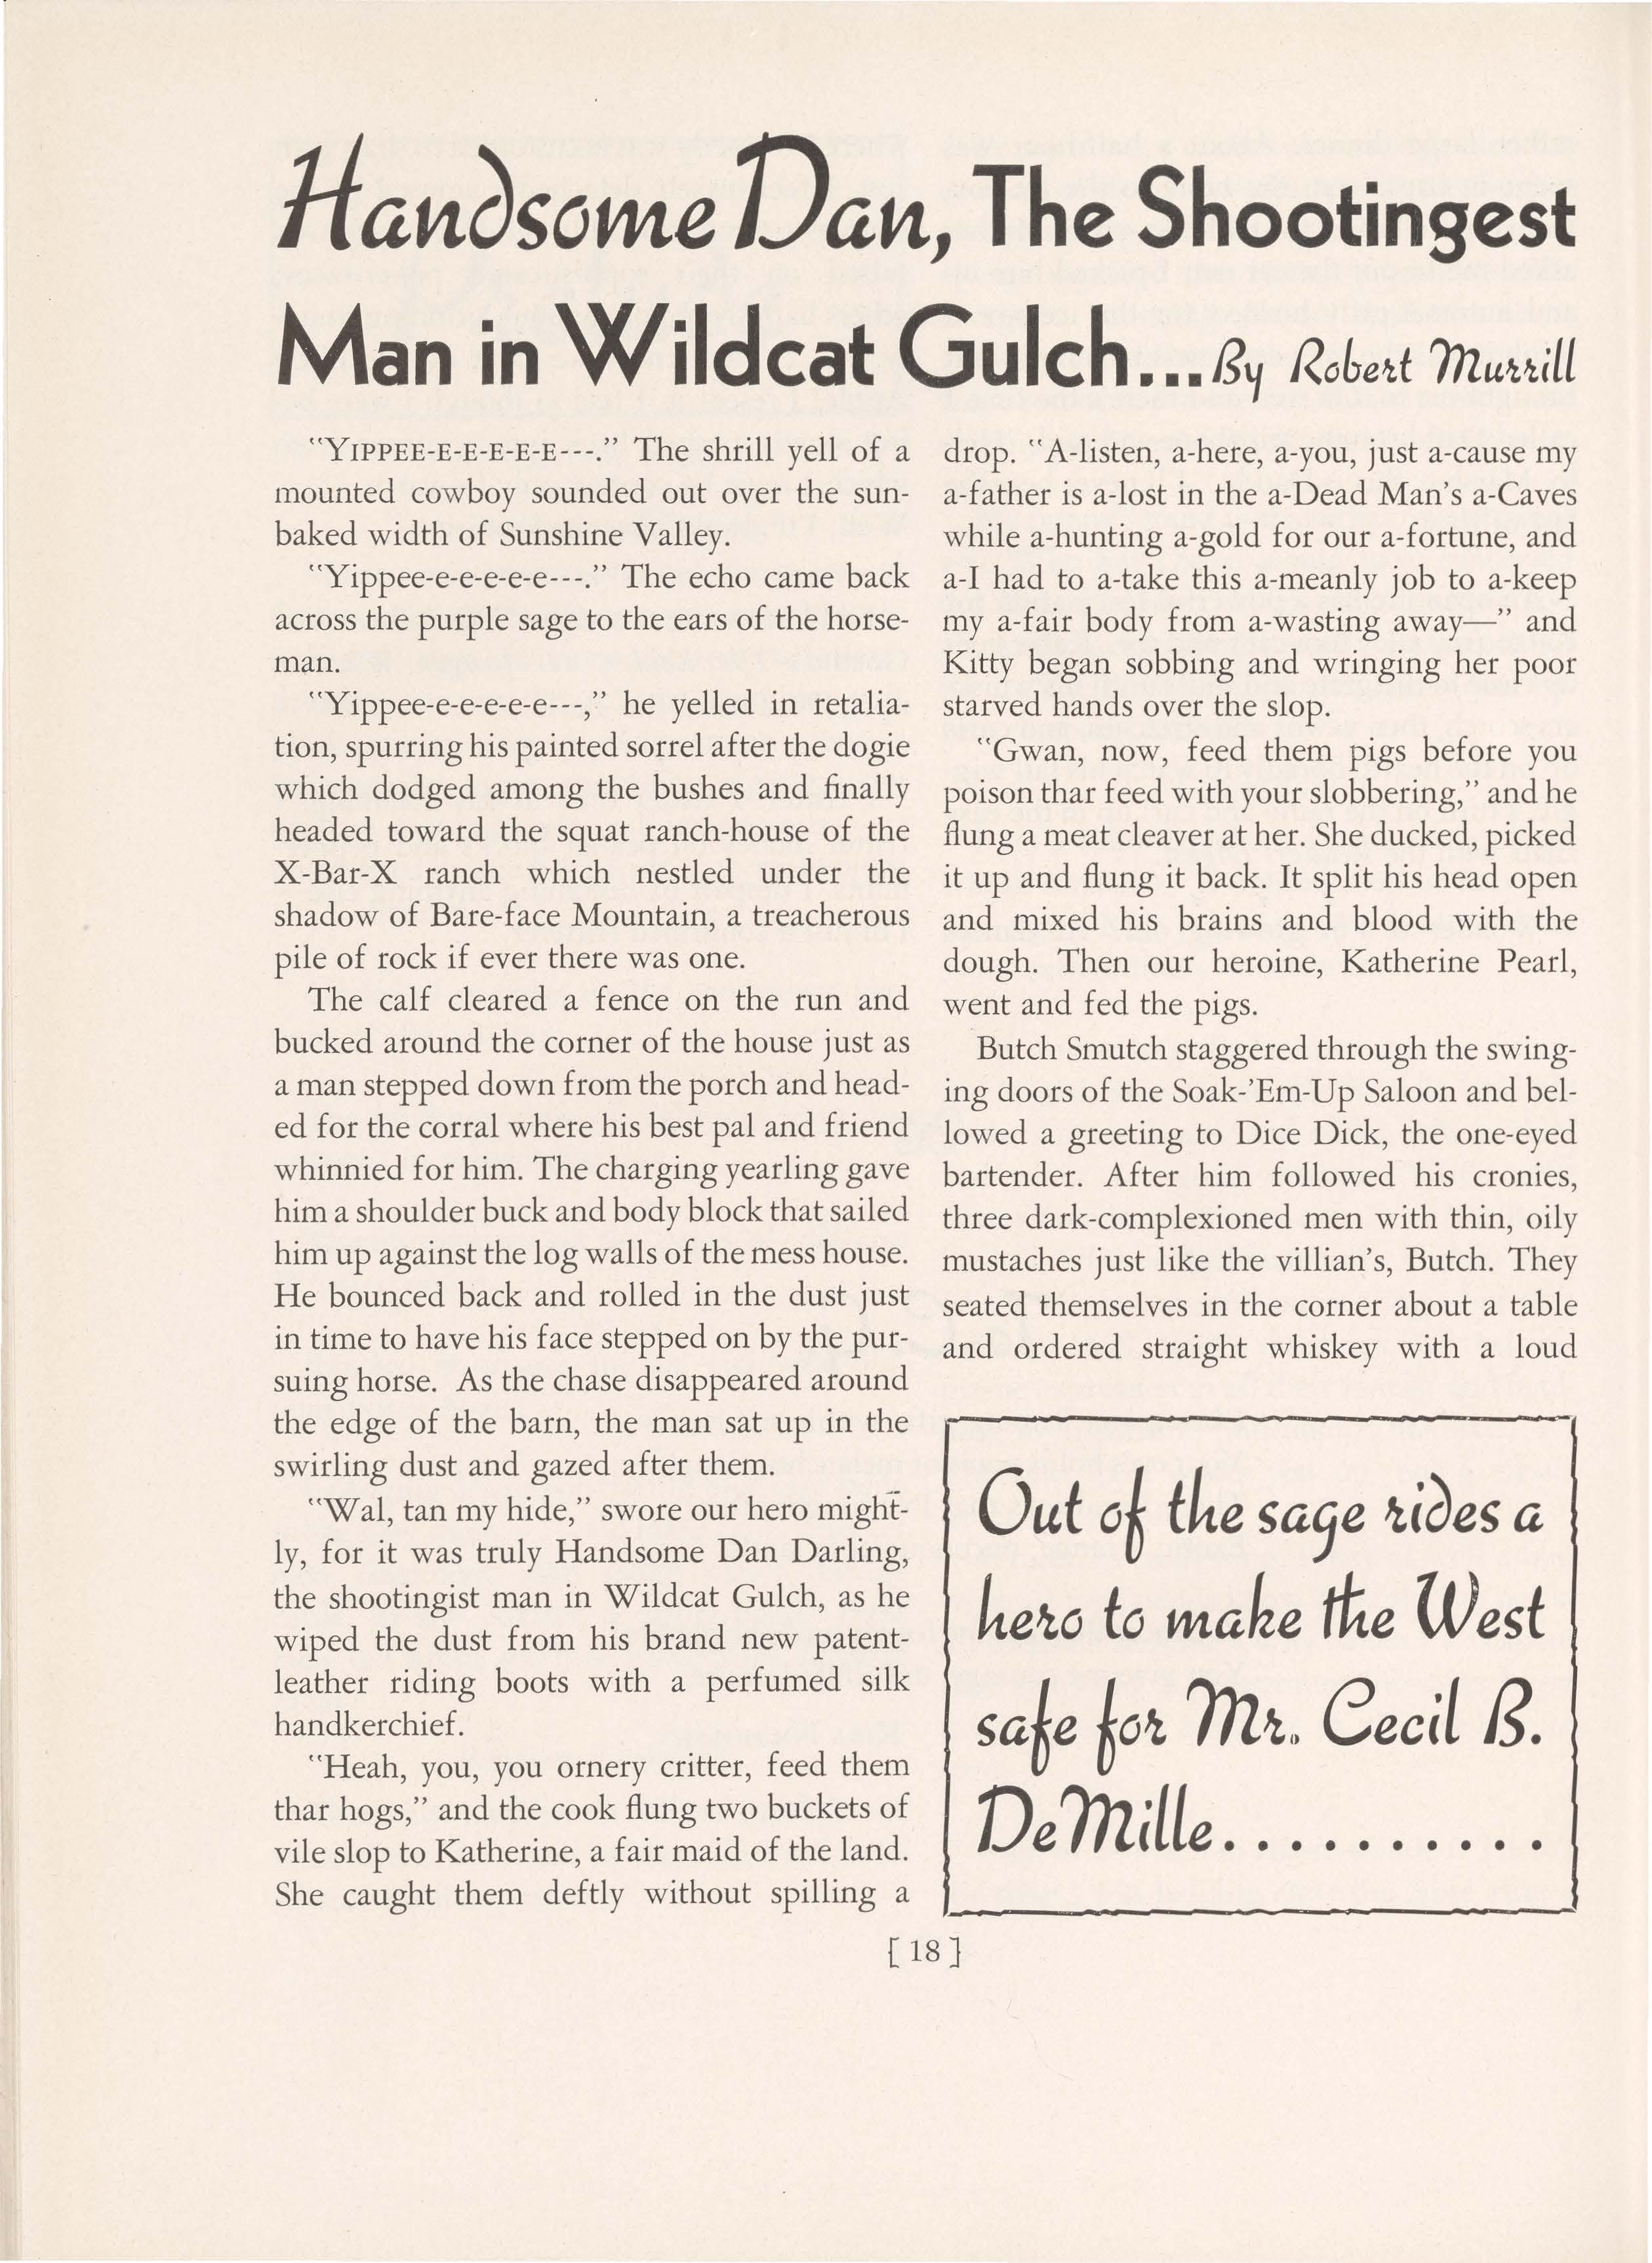 Handsome Dan, The Shootingest
Man in Wildcat Gulch... By Robert Murrill
"YIPPEE-E-E-E-E-E---." The shrill yell of a
mounted cowboy sounded out over the sun-
baked width of Sunshine Valley.
"Yippee-e-e-e-e-e---." The echo came back
across the purple sage to the ears of the horse-
man.
"Yippee-e-e-e-e-e---," he yelled in retalia-
tion, spurring his painted sorrel after the dogie
which dodged among the bushes and finally
headed toward the squat ranch-house of the
X-Bar-X ranch which nestled under the
shadow of Bare-face Mountain, a treacherous
pile of rock if ever there was one.
The calf cleared a fence on the run and
bucked around the corner of the house just as
a man stepped down from the porch and head-
ed for the corral where his best pal and friend
whinnied for him. The charging yearling gave
him a shoulder buck and body block that sailed
him up against the log walls of the mess house.
He bounced back and rolled in the dust just
in time to have his face stepped on by the pur-
suing horse. As the chase disappeared around
the edge of the barn, the man sat up in the
swirling dust and gazed after them.
"Wal, tan my hide," swore our hero might-
ly, for it was truly Handsome Dan Darling,
the shootingist man in Wildcat Gulch, as he
wiped the dust from his brand new patent-
leather riding boots with a perfumed silk
handkerchief.
"Heah, you, you ornery critter, feed them
thar hogs," and the cook flung two buckets of
vile slop to Katherine, a fair maid of the land.
She caught them deftly without spilling a
drop. "A-listen, a-here, a-you, just a-cause my
a-father is a-lost in the a-Dead Man's a-Caves
while a-hunting a-gold for our a-fortune, and
a-I had to a-take this a-meanly job to a-keep
my a-fair body from a-wasting away—" and
Kitty began sobbing and wringing her poor
starved hands over the slop.
"Gwan, now, feed them pigs before you
poison thar feed with your slobbering," and he
flung a meat cleaver at her. She ducked, picked
it up and flung it back. It split his head open
and mixed his brains and blood with the
dough. Then our heroine, Katherine Pearl,
went and fed the pigs.
Butch Smutch staggered through the swing-
ing doors of the Soak-'Em-Up Saloon and bel-
lowed a greeting to Dice Dick, the one-eyed
bartender. After him followed his cronies,
three dark-complexioned men with thin, oily
mustaches just like the villian's, Butch. They
seated themselves in the corner about a table
and ordered straight whiskey with a loud
Out of the sage rides a
hero to make the West
safe for Mr. Cecil B.
DeMille..........
[ 18 ]